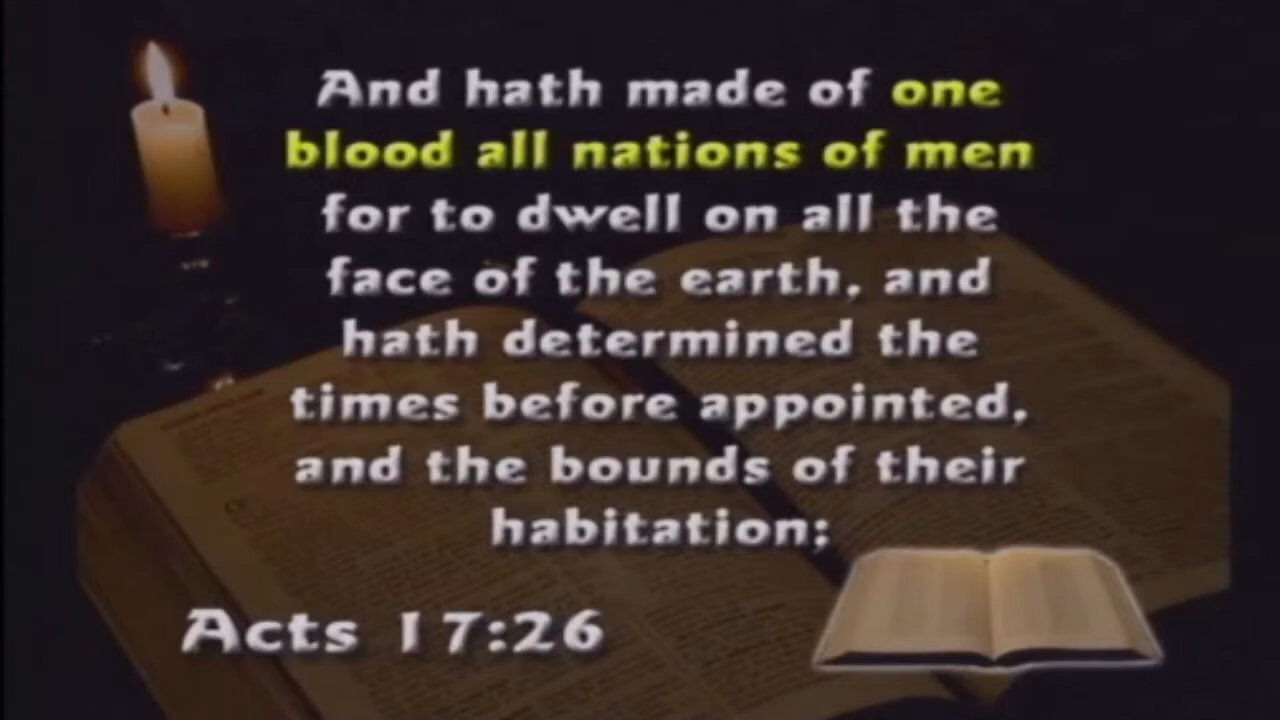 And hath made of one
blood all nations of men
for to dwell on all the
face of the earth, and
hath determined the
times before appointed,
and the bounds of their
habitation;
Acts 17:26